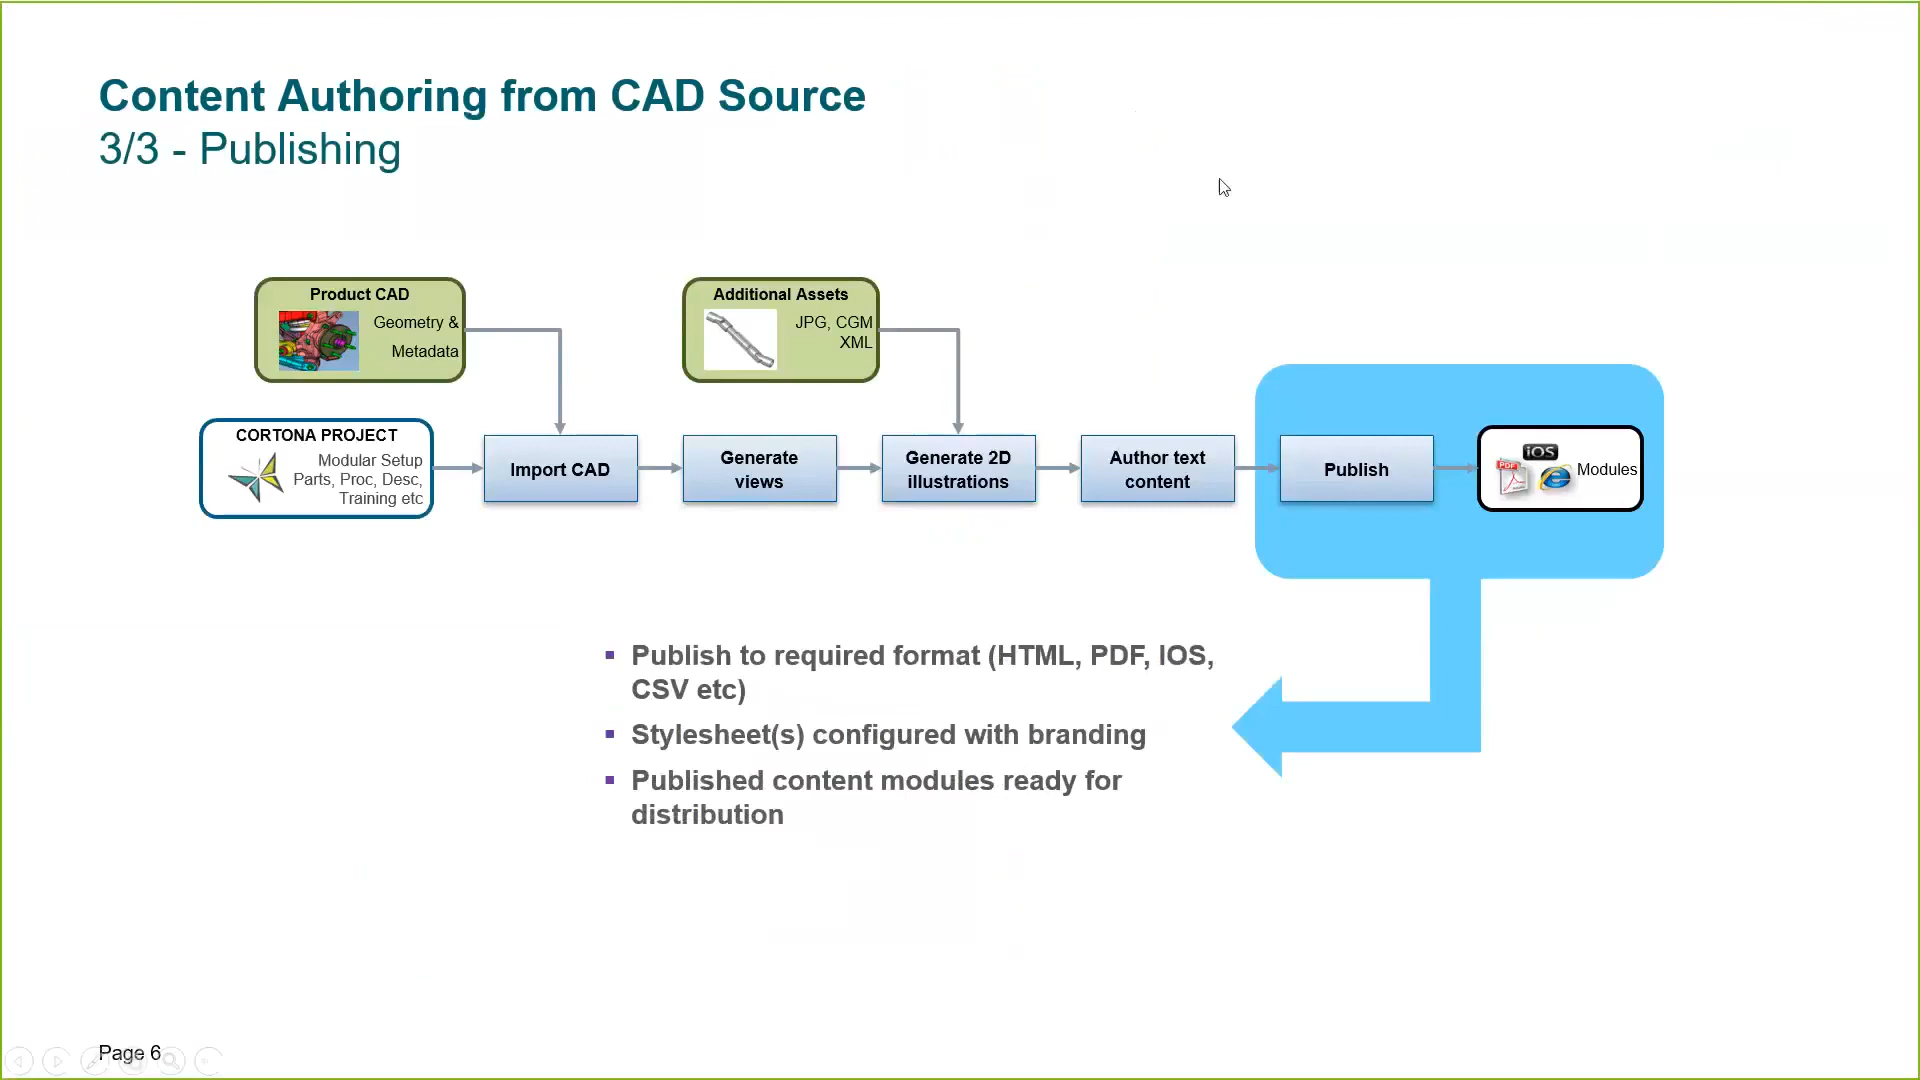 Content Authoring from CAD Source
3/3 - Publishing
Product CAD
Geometry &
Metadata
Additional Assets
JPG, CGM
XML
CORTONA PROJECT
Modular Setup
Parts, Proc, Desc,
Training etc
Import CAD
Generate
views
Generate 2D
illustrations
Author text
content
Publish
iOS
PDF
Modules
▪ Publish to required format (HTML, PDF, IOS,
CSV etc)
▪ Stylesheet(s) configured with branding
▪ Published content modules ready for
distribution
Page 6